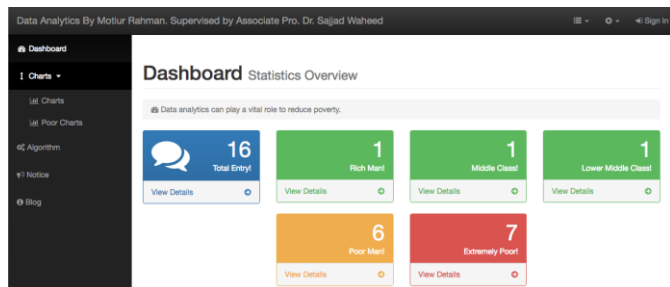 Data Analytics By Motiur Rahman. Supervised by Associate Pro. Dr. Sajjad Waheed
Sign In
Dashboard
Charts
Charts
Poor Charts
Algorithm
Notice
Blog
Dashboard Statistics Overview
Data analytics can play a vital role to reduce poverty.
16
Total Entry!
View Details
1
Rich Man!
View Details
1
Middle Class!
View Details
1
Lower Middle Class!
View Details
6
Poor Man!
View Details
7
Extremely Poor!
View Details